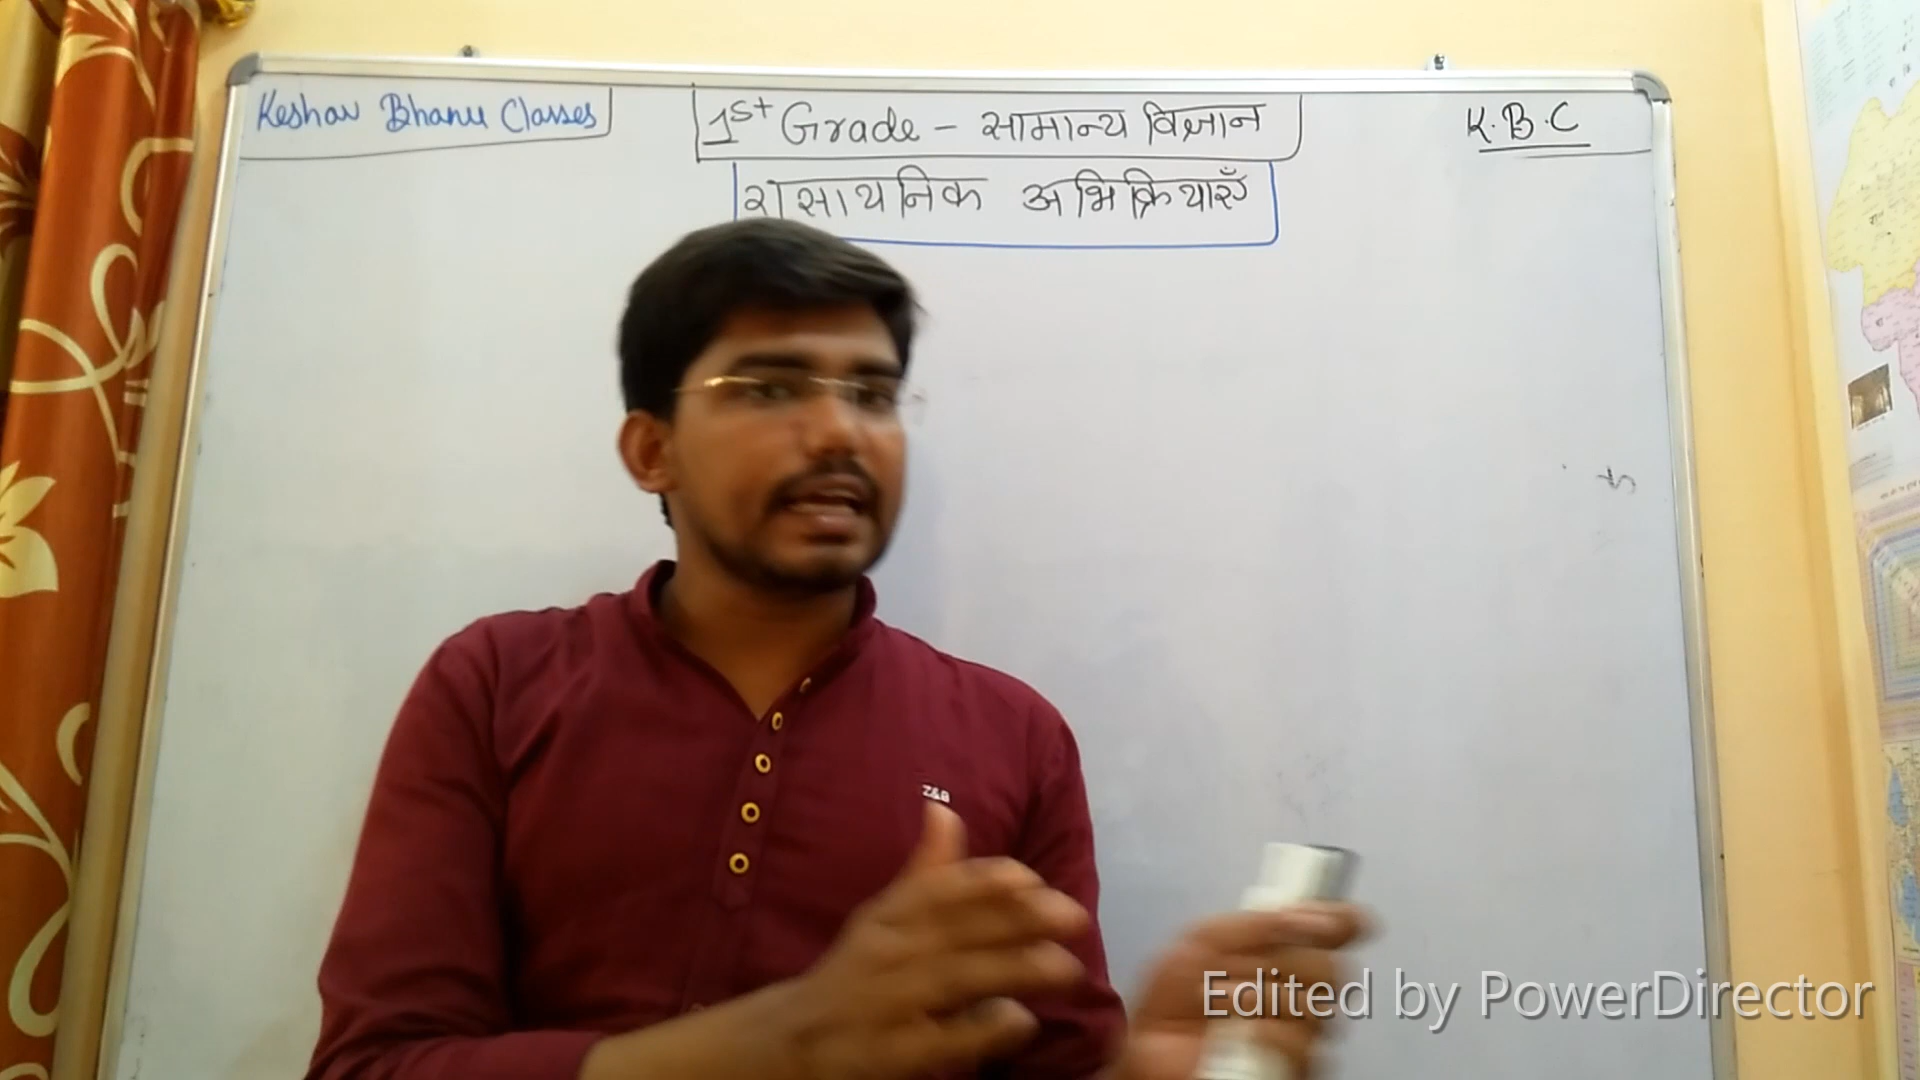 Keshav Bhanu Classes
1st Grade - सामान्य विज्ञान
K.B.C
रासायनिक अभिक्रियाएँ
Z&B
Edited by PowerDirector